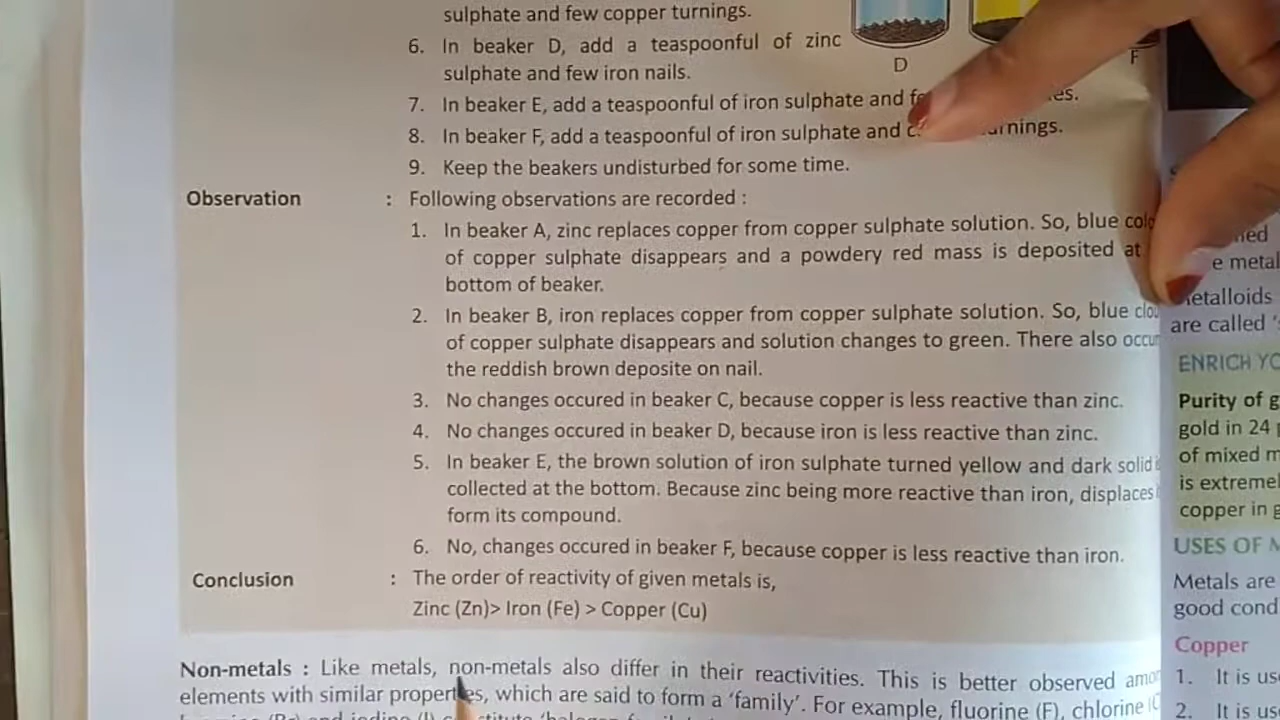 sulphate and few copper turnings.
6. In beaker D, add a teaspoonful of zinc
sulphate and few iron nails.
D
F
7. In beaker E, add a teaspoonful of iron sulphate and
8. In beaker F, add a teaspoonful of iron sulphate and
9. Keep the beakers undisturbed for some time.
Observation : Following observations are recorded :
1. In beaker A, zinc replaces copper from copper sulphate solution. So, blue
of copper sulphate disappears and a powdery red mass is deposited at
bottom of beaker.
2. In beaker B, iron replaces copper from copper sulphate solution. So, blue
of copper sulphate disappears and solution changes to green. There also
the reddish brown deposite on nail.
3. No changes occured in beaker C, because copper is less reactive than zinc.
4. No changes occured in beaker D, because iron is less reactive than zinc.
5. In beaker E, the brown solution of iron sulphate turned yellow and dark solid
collected at the bottom. Because zinc being more reactive than iron, displaces
form its compound.
6. No, changes occured in beaker F, because copper is less reactive than iron.
Conclusion : The order of reactivity of given metals is,
Zinc (Zn)> Iron (Fe) > Copper (Cu)
Non-metals : Like metals, non-metals also differ in their reactivities. This is better observed
elements with similar properties, which are said to form a 'family'. For example, fluorine (F), chlorine
e metal
etalloids
are called
ENRICH
Purity of
gold in 24
of mixed
is
copper in
USES OF
Metals are
good
Copper
1. It is
2. It is